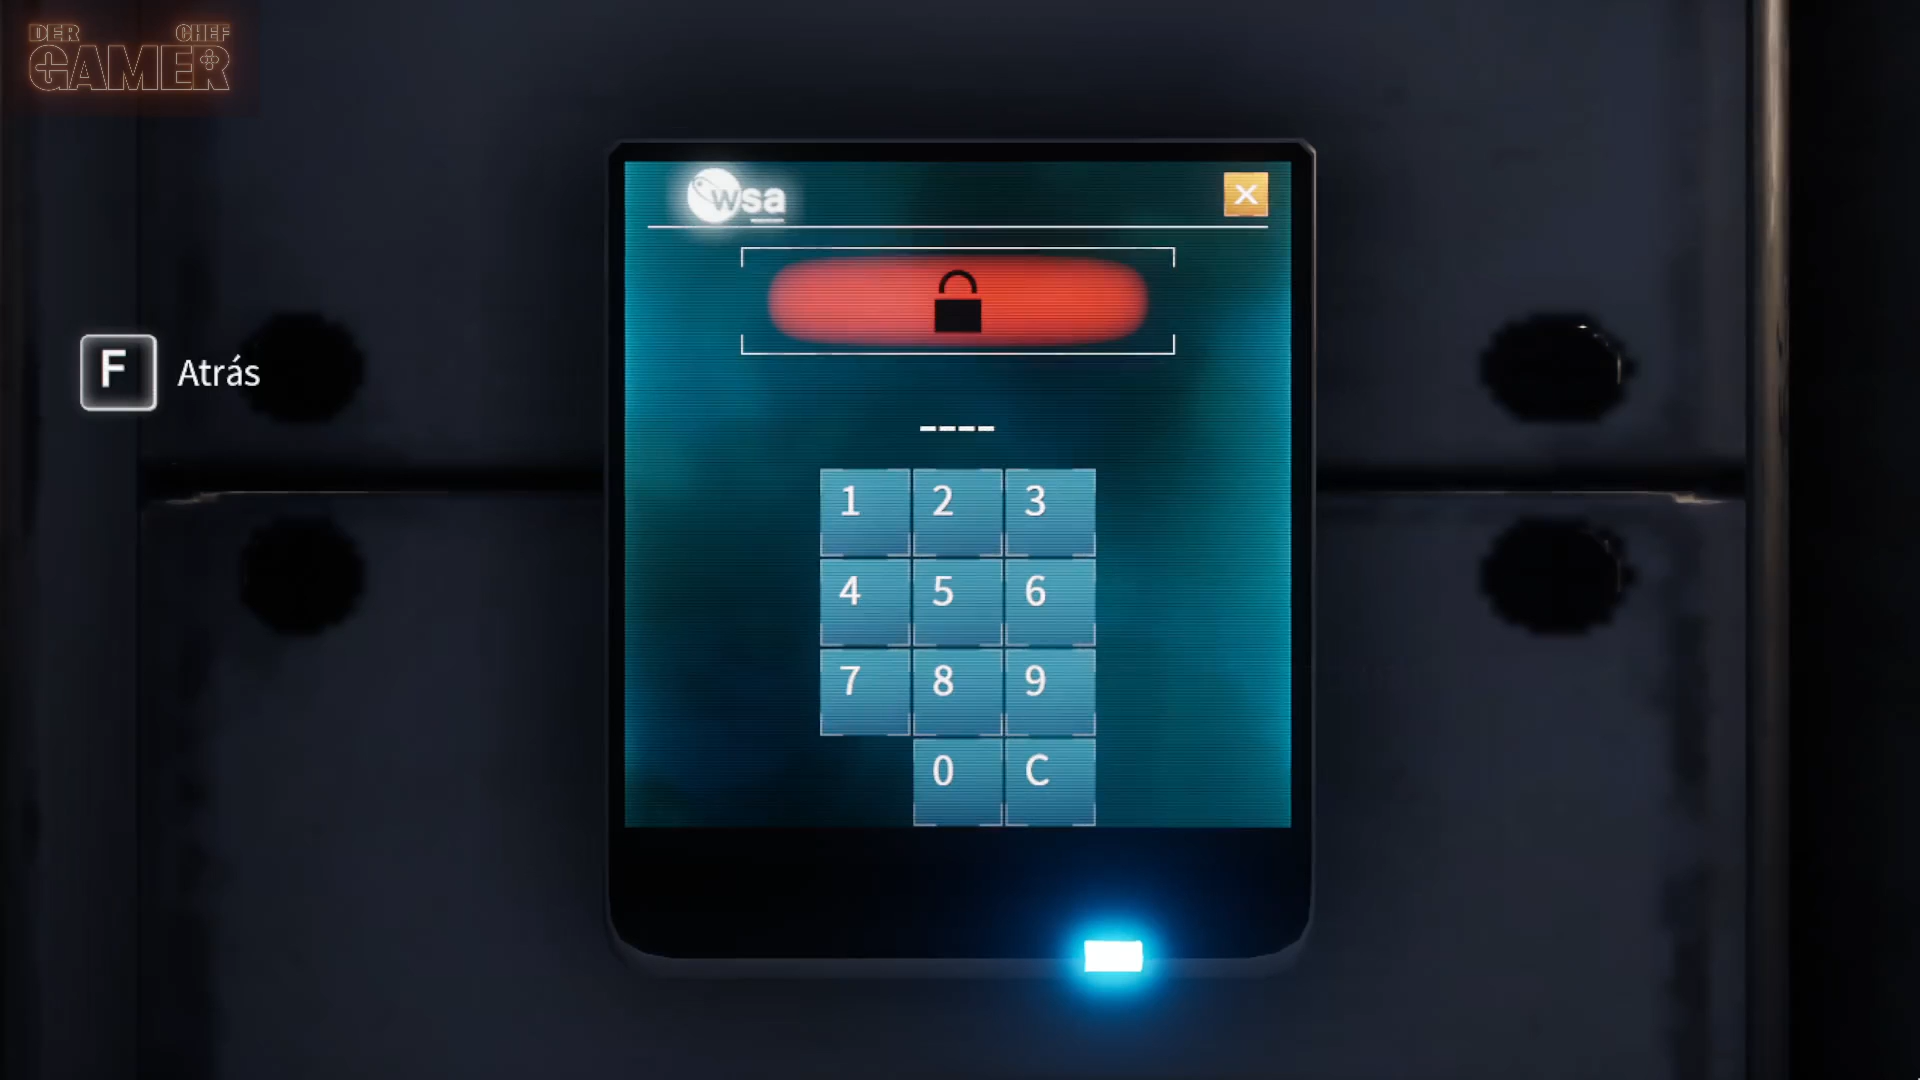 DER CHEF
GAMER
wsa
F Atrás
----
1 2 3
4 5 6
7 8 9
0 C